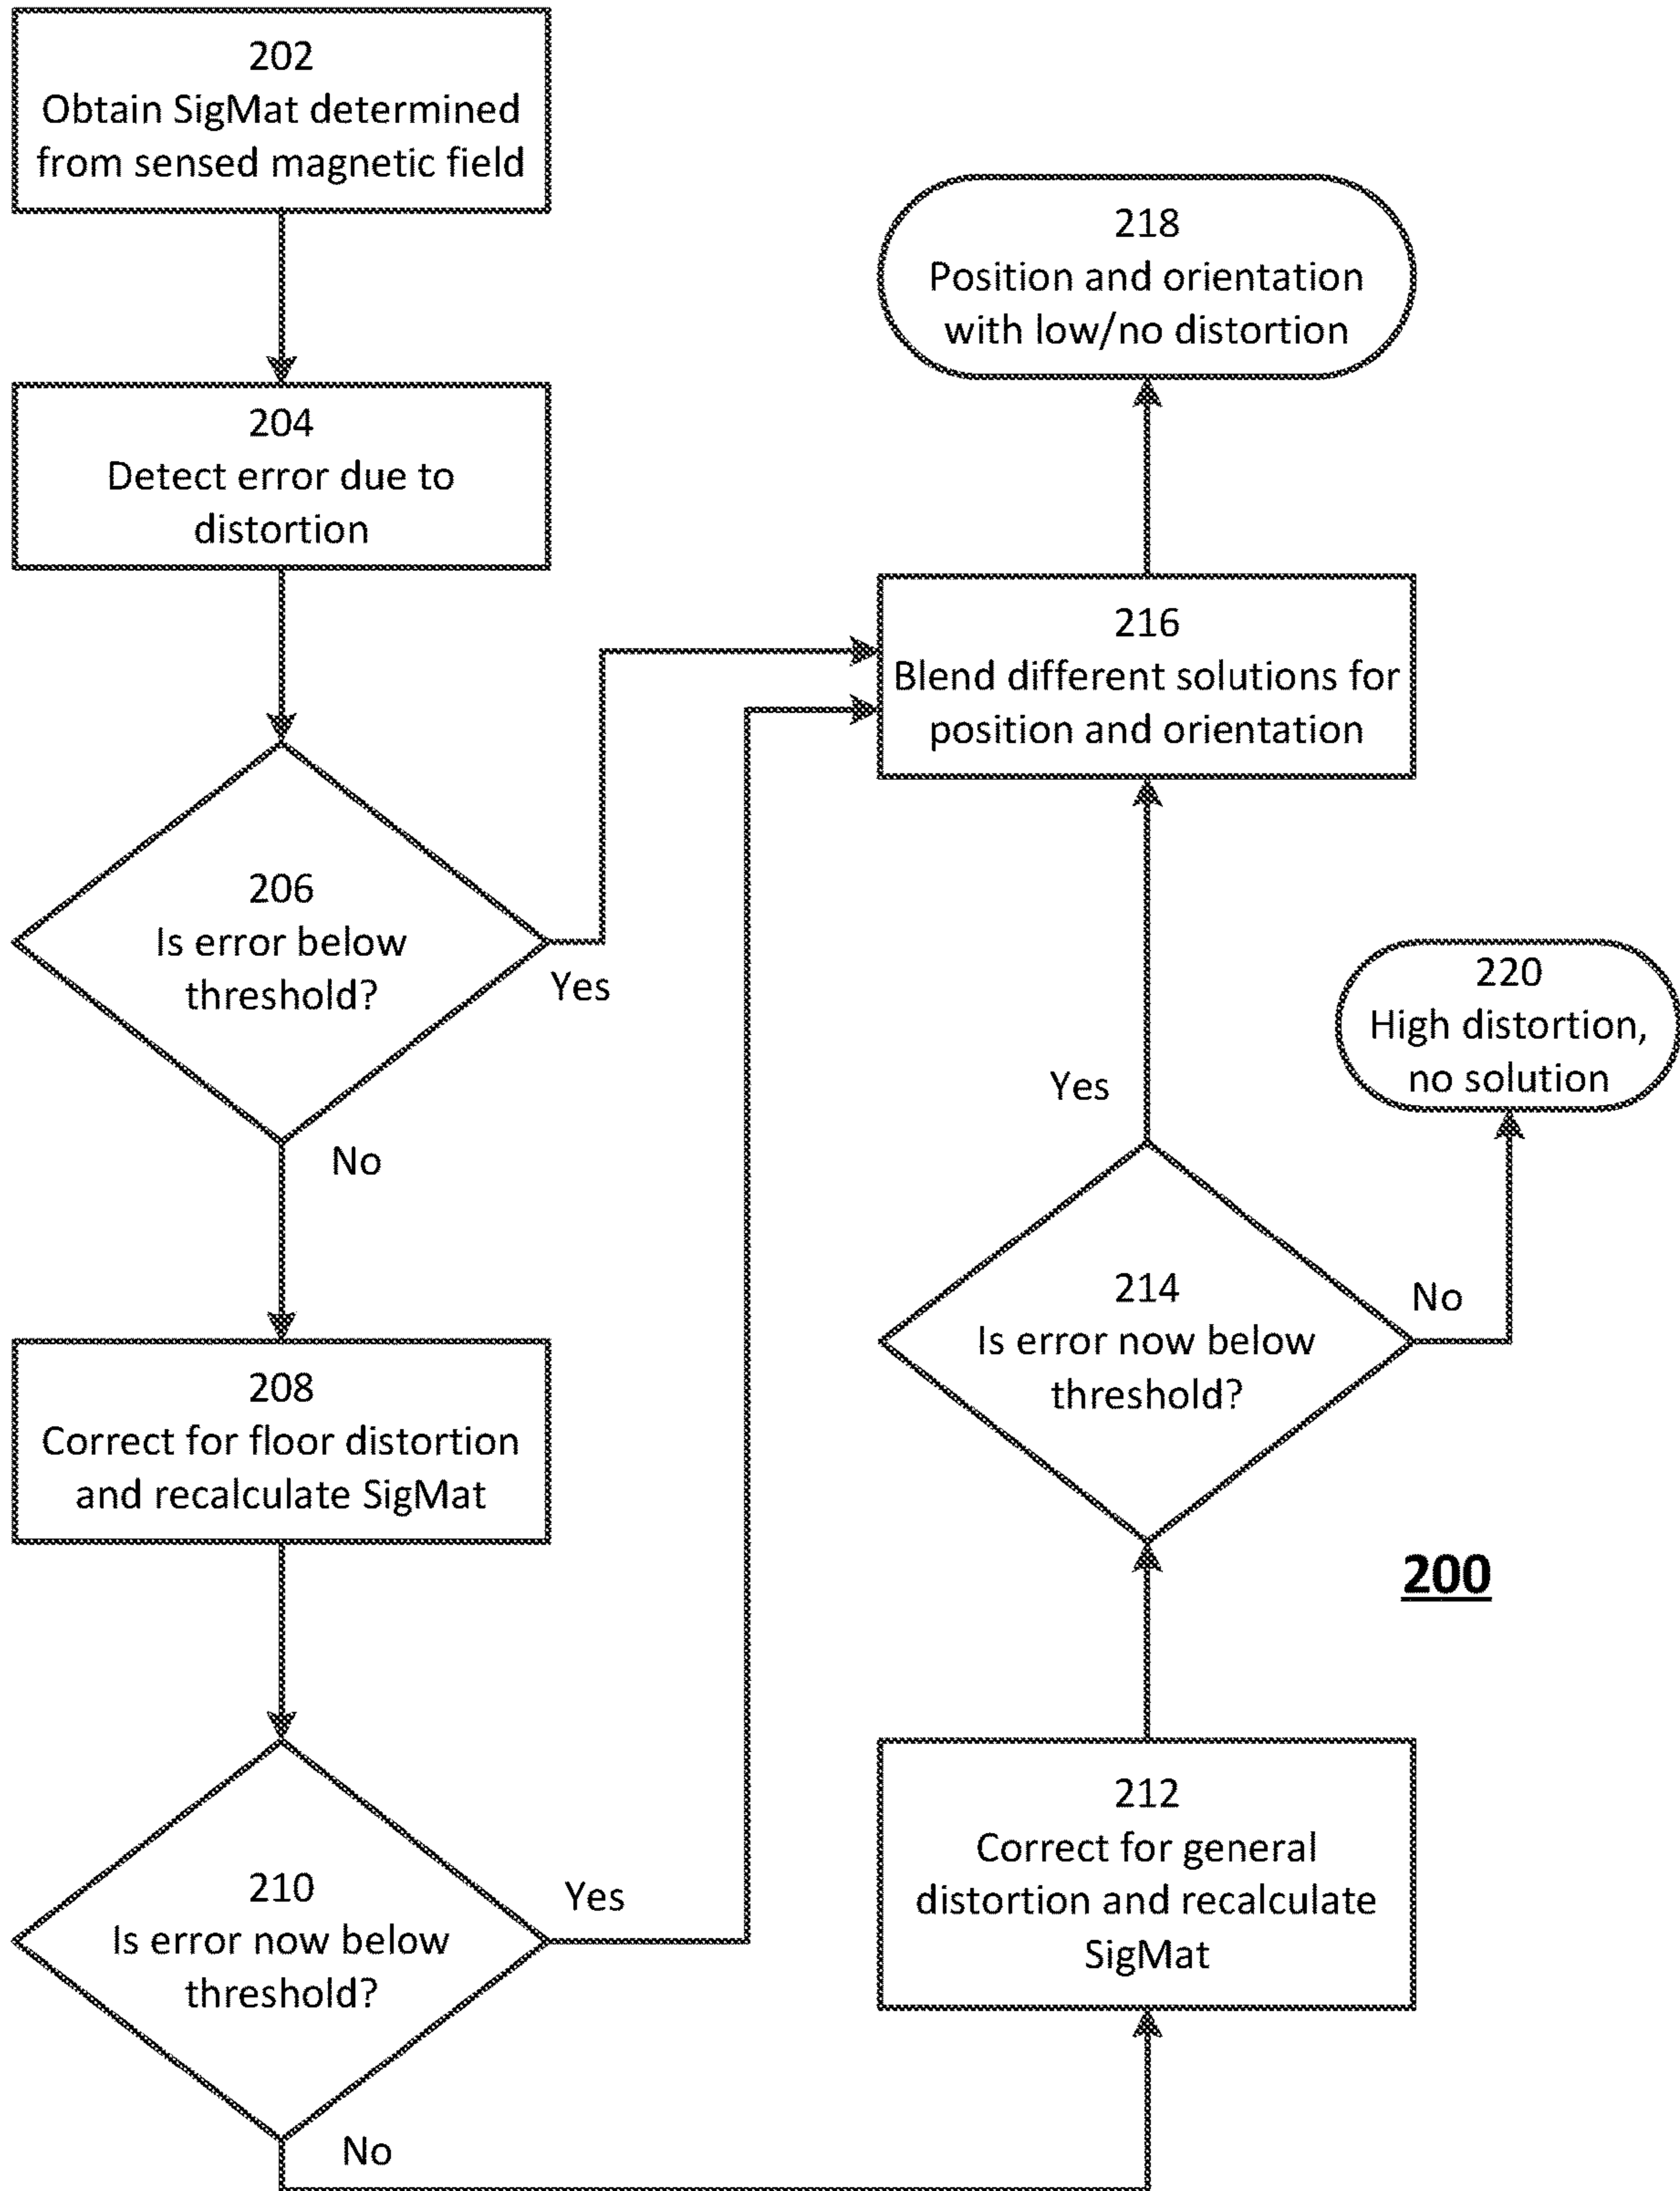 202
Obtain SigMat determined
from sensed magnetic field
204
Detect error due to
distortion
206
Is error below
threshold?
Yes
No
208
Correct for floor distortion
and recalculate SigMat
210
Is error now below
threshold?
Yes
No
218
Position and orientation
with low/no distortion
216
Blend different solutions for
position and orientation
220
High distortion,
no solution
Yes
214
Is error now below
threshold?
No
200
212
Correct for general
distortion and recalculate
SigMat